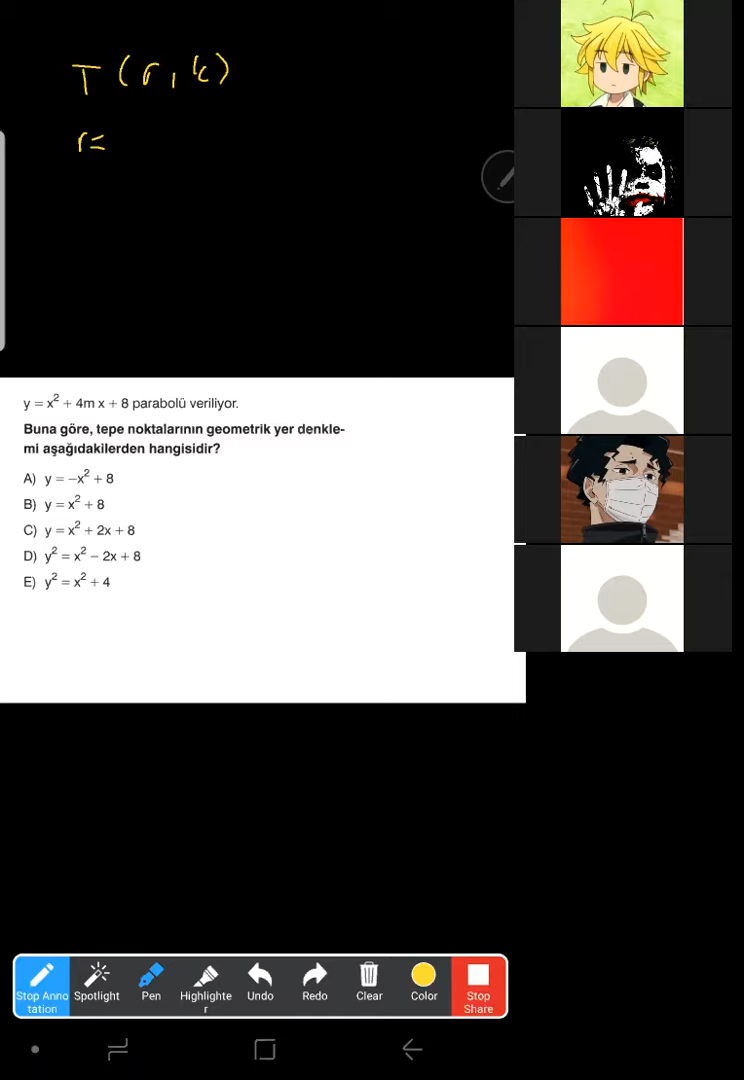 T (r, k)
r=
y = x² + 4m x + 8 parabolü veriliyor.
Buna göre, tepe noktalarının geometrik yer denkle-
mi aşağıdakilerden hangisidir?
A) y = –x² + 8
B) y = x² + 8
C) y = x² + 2x + 8
D) y² = x² – 2x + 8
E) y² = x² + 4
Stop Anno
tation
Spotlight
Pen
Highlighte
r
Undo
Redo
Clear
Color
Stop
Share